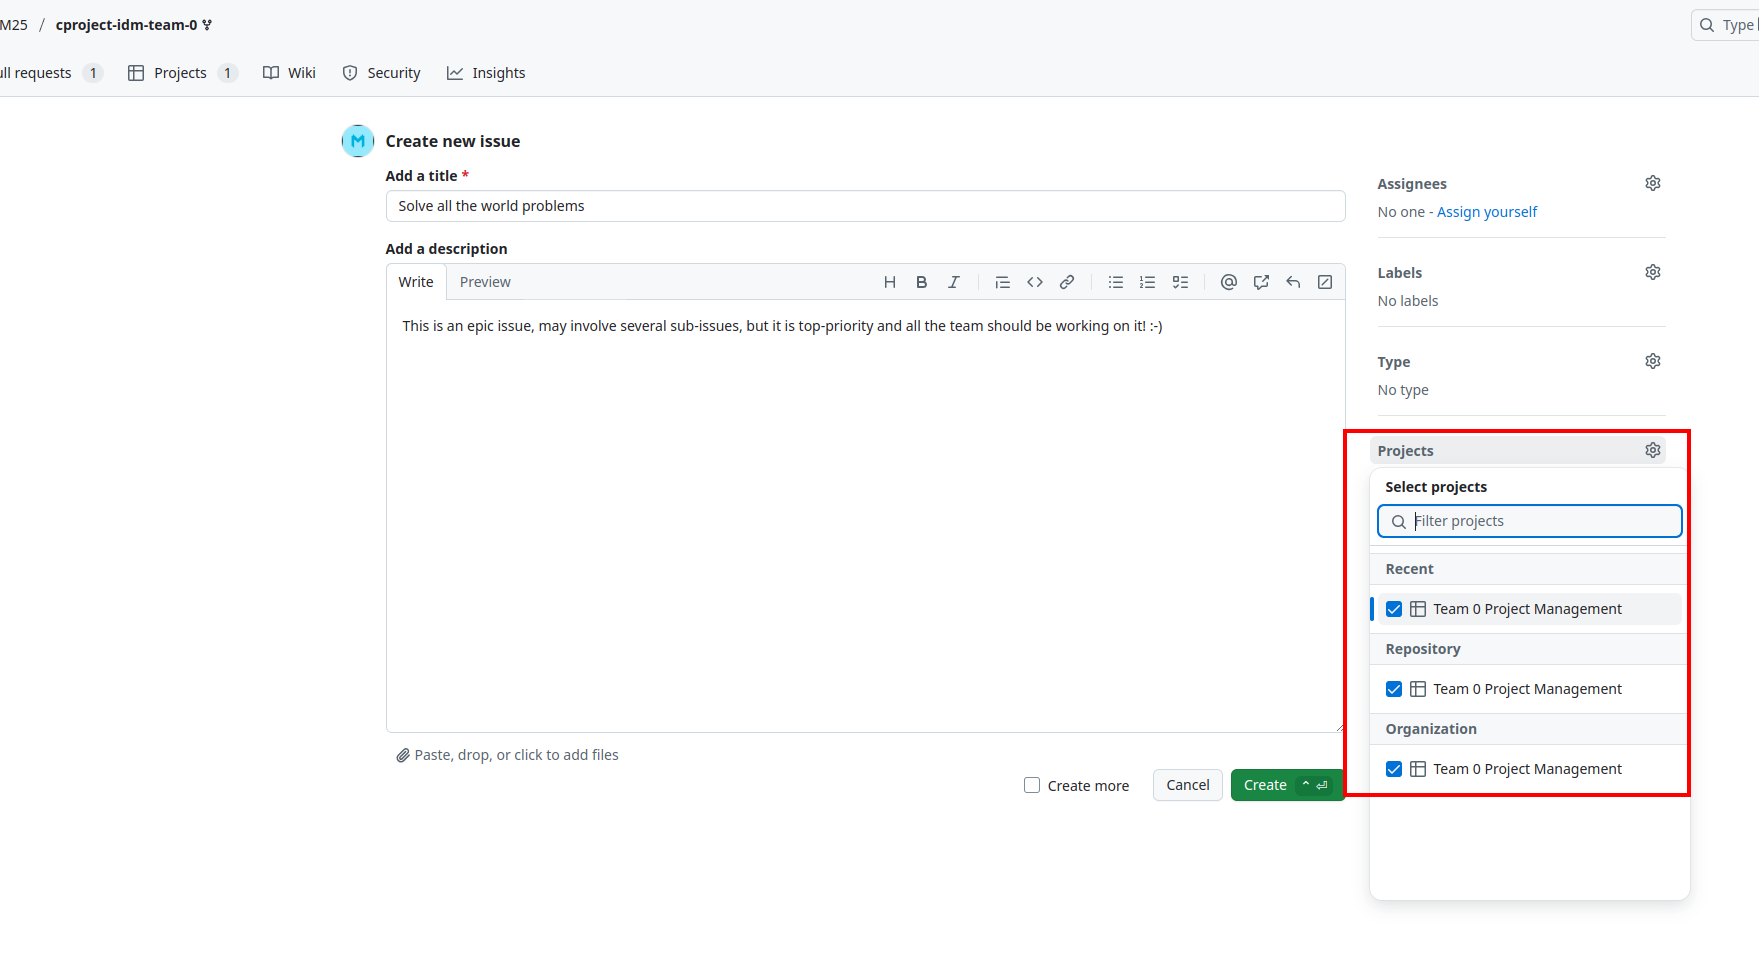 M25 / cproject-idm-team-0
Type
ull requests 1 Projects 1 Wiki Security Insights
M Create new issue
Add a title *
Solve all the world problems
Add a description
Write Preview
This is an epic issue, may involve several sub-issues, but it is top-priority and all the team should be working on it! :-)
Paste, drop, or click to add files
Create more Cancel Create
Assignees
No one - Assign yourself
Labels
No labels
Type
No type
Projects
Select projects
Filter projects
Recent
Team 0 Project Management
Repository
Team 0 Project Management
Organization
Team 0 Project Management